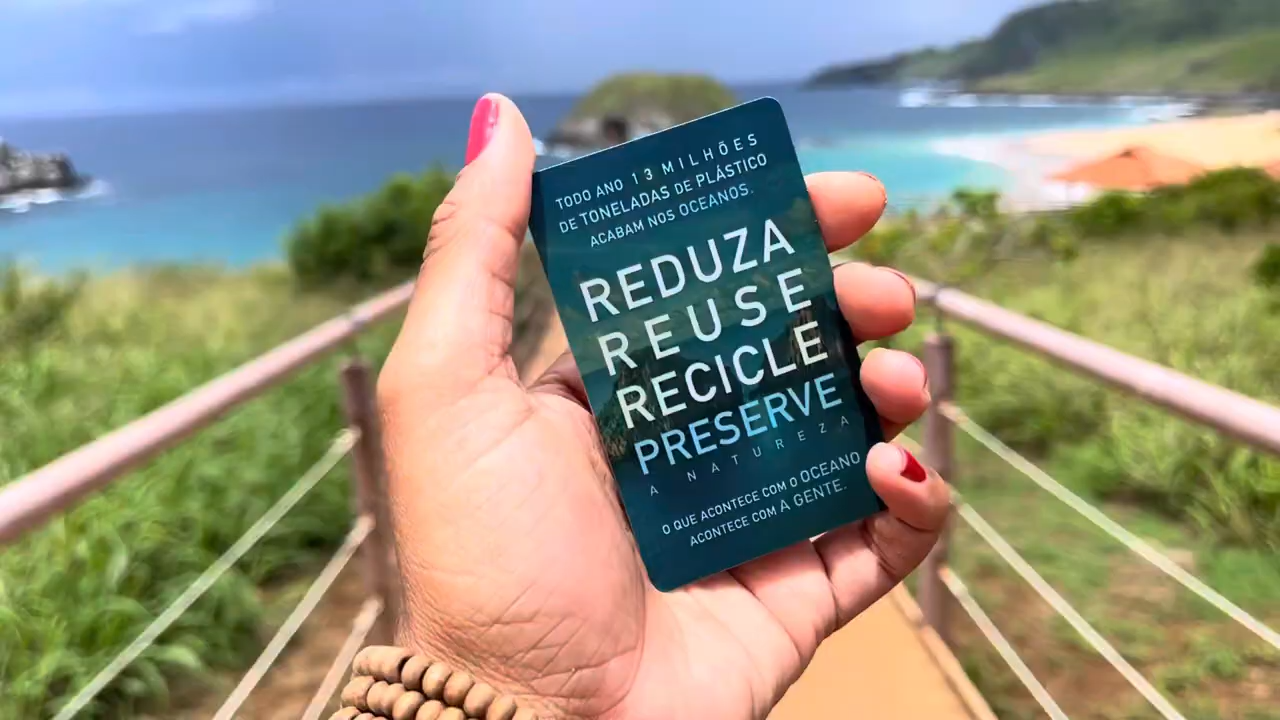 TODO ANO 13 MILHÕES
DE TONELADAS DE PLÁSTICO
ACABAM NOS OCEANOS.
REDUZA
REUSE
RECICLE
PRESERVE
A NATUREZA
O QUE ACONTECE COM O OCEANO
ACONTECE COM A GENTE.